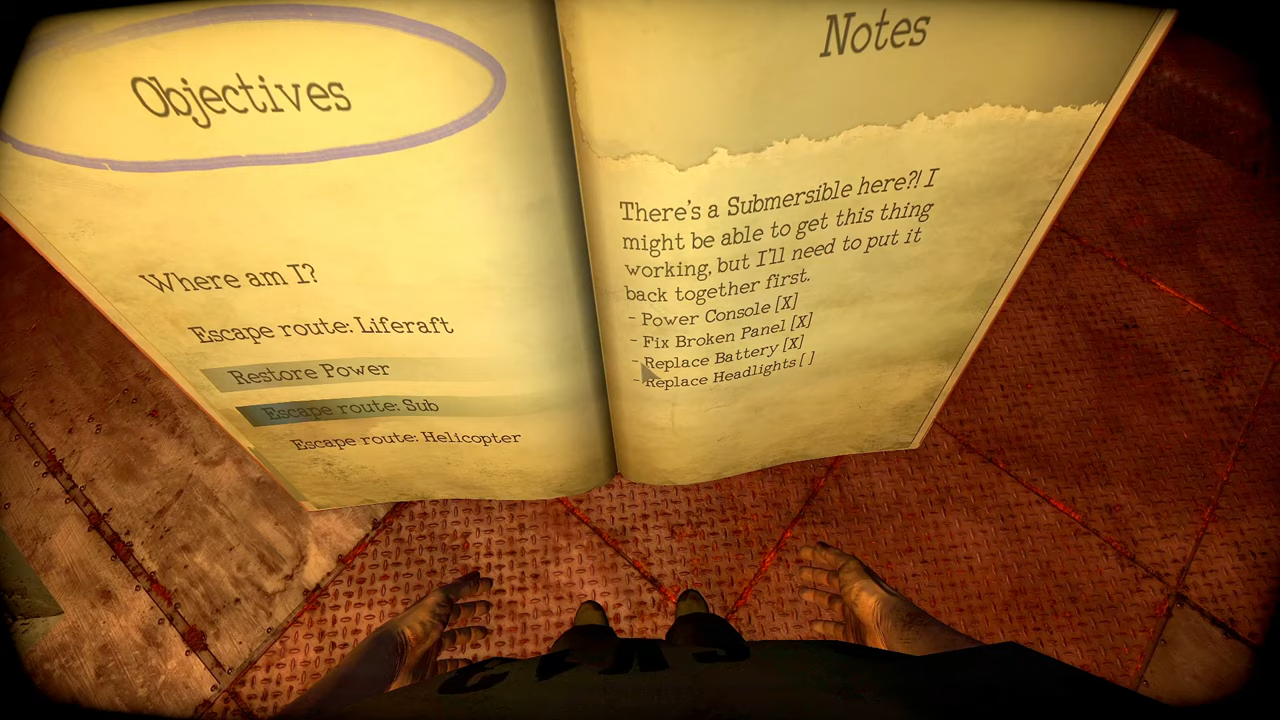 Objectives
Where am I?
Escape route: Liferaft
Restore Power
Escape route: Sub
Escape route: Helicopter
Notes
There's a Submersible here?! I
might be able to get this thing
working, but I'll need to put it
back together first.
- Power Console [X]
- Fix Broken Panel [X]
- Replace Battery [X]
- Replace Headlights [ ]